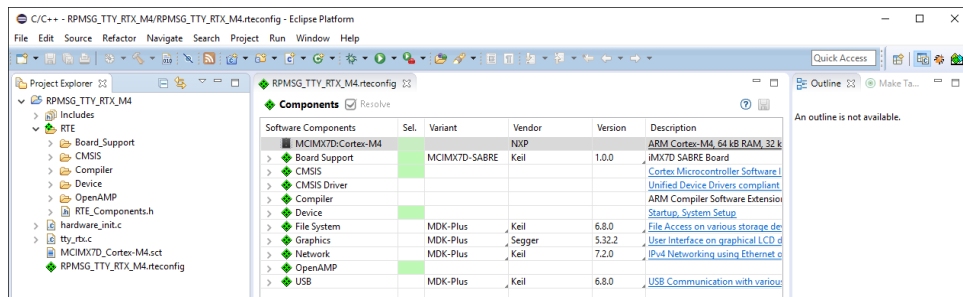 C/C++ - RPMSG_TTY_RTX_M4/RPMSG_TTY_RTX_M4.rteconfig - Eclipse Platform
File Edit Source Refactor Navigate Search Project Run Window Help
Quick Access
Project Explorer
RPMSG_TTY_RTX_M4
Includes
RTE
Board_Support
CMSIS
Compiler
Device
OpenAMP
RTE_Components.h
hardware_init.c
tty_rtx.c
MCIMX7D_Cortex-M4.sct
RPMSG_TTY_RTX_M4.rteconfig
RPMSG_TTY_RTX_M4.rteconfig
Components Resolve
Software Components Sel. Variant Vendor Version Description
MCIMX7D:Cortex-M4 NXP ARM Cortex-M4, 64 kB RAM, 32 k
Board Support MCIMX7D-SABRE Keil 1.0.0 iMX7D SABRE Board
CMSIS Cortex Microcontroller Software I
CMSIS Driver Unified Device Drivers compliant
Compiler ARM Compiler Software Extension
Device Startup, System Setup
File System MDK-Plus Keil 6.8.0 File Access on various storage dev
Graphics MDK-Plus Segger 5.32.2 User Interface on graphical LCD d
Network MDK-Plus Keil 7.2.0 IPv4 Networking using Ethernet o
OpenAMP
USB MDK-Plus Keil 6.8.0 USB Communication with various
Outline Make Ta...
An outline is not available.